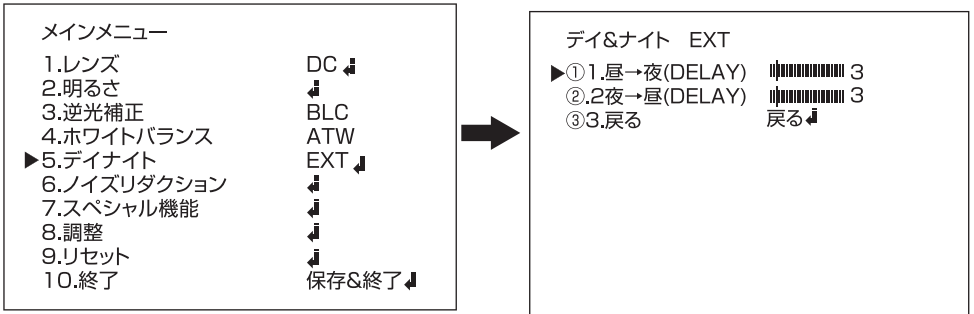 メインメニュー
1.レンズ DC
2.明るさ
3.逆光補正 BLC
4.ホワイトバランス ATW
▶5.デイナイト EXT
6.ノイズリダクション
7.スペシャル機能
8.調整
9.リセット
10.終了 保存&終了
デイ&ナイト EXT
▶①1.昼→夜(DELAY) 3
②.2夜→昼(DELAY) 3
③3.戻る 戻る